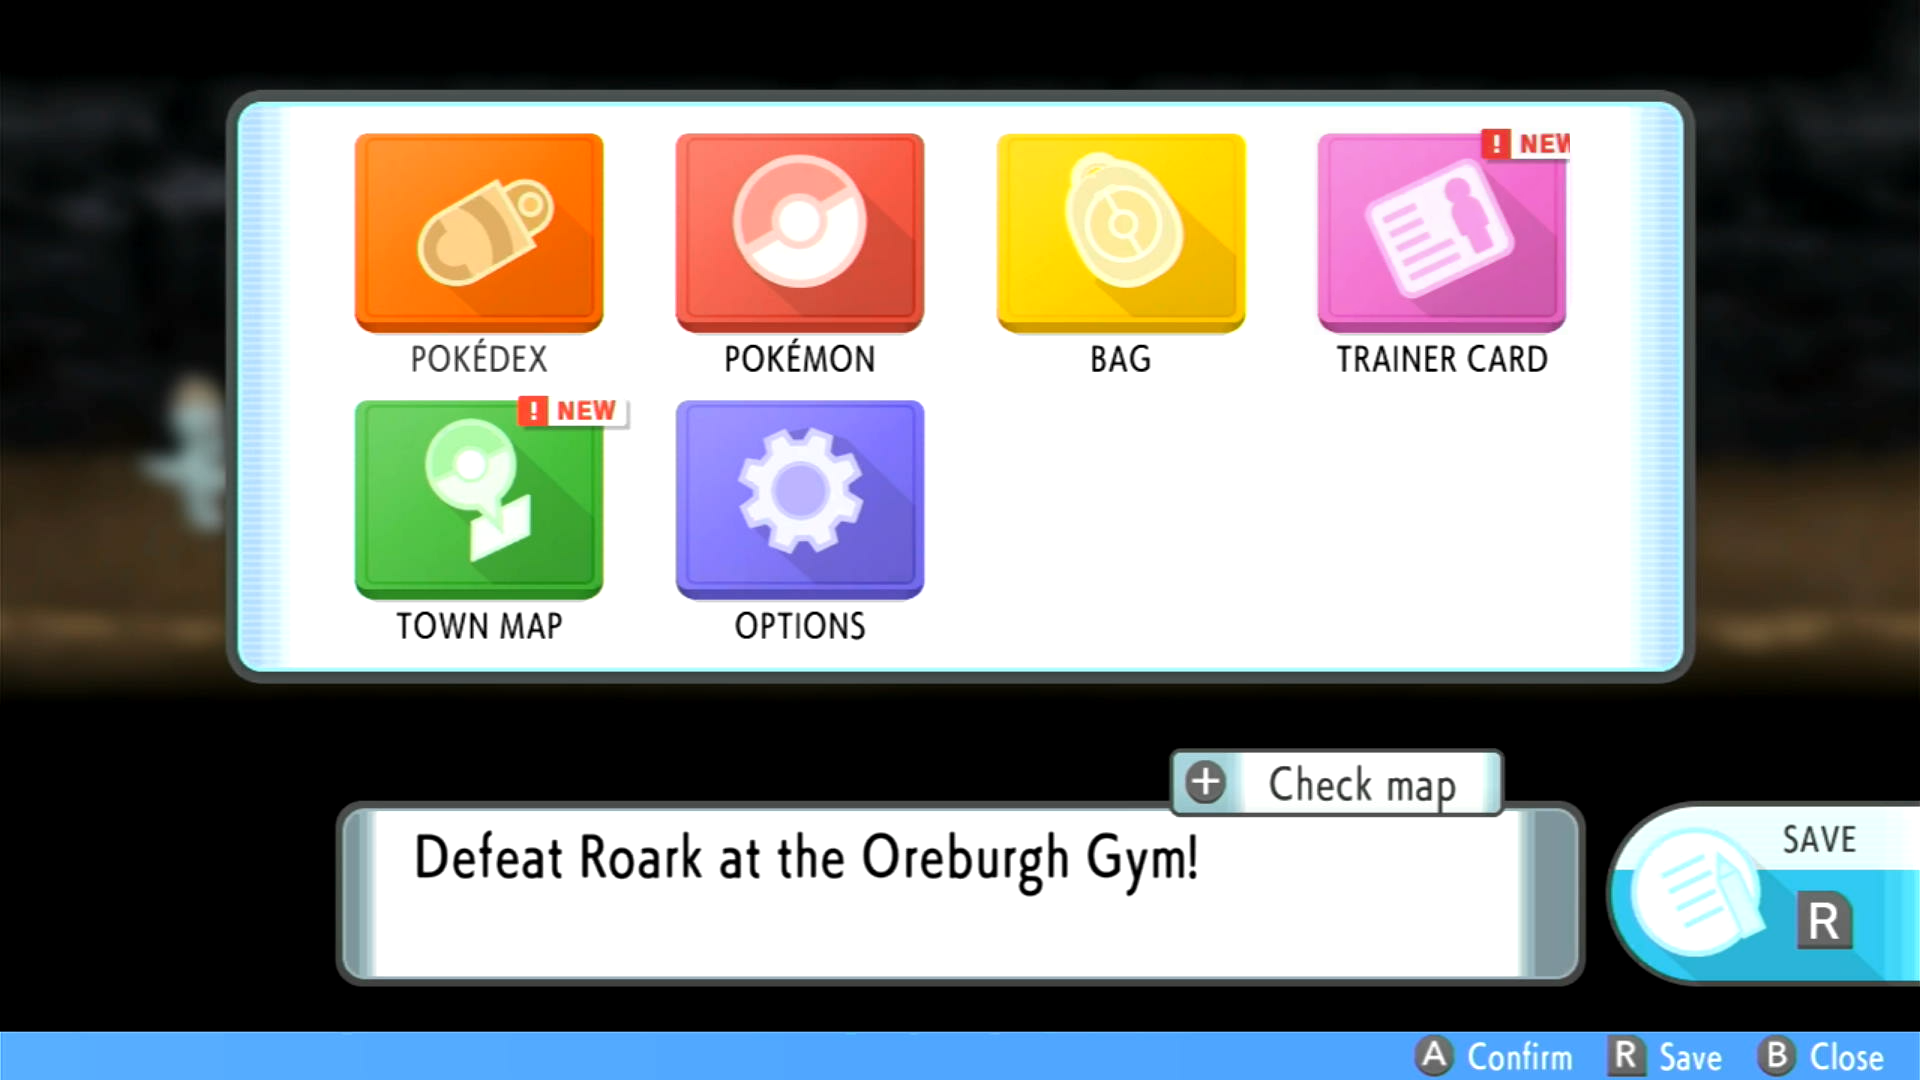 ! NEW
POKÉDEX
POKÉMON
BAG
TRAINER CARD
! NEW
TOWN MAP
OPTIONS
+ Check map
Defeat Roark at the Oreburgh Gym!
SAVE
R
A Confirm R Save B Close